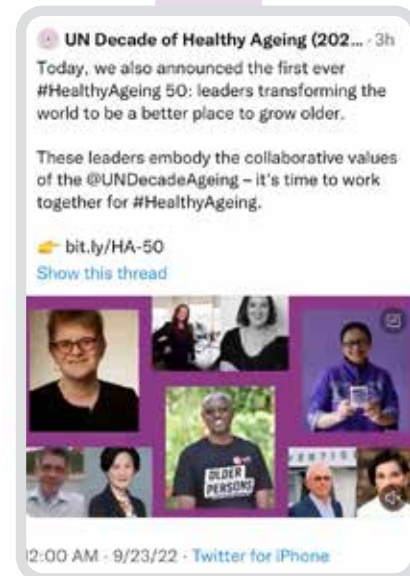 UN Decade of Healthy Ageing (202... · 3h
Today, we also announced the first ever
#HealthyAgeing 50: leaders transforming the
world to be a better place to grow older.
These leaders embody the collaborative values
of the @UNDecadeAgeing – it's time to work
together for #HealthyAgeing.
👉 bit.ly/HA-50
Show this thread
OLDER
PERSONS
12:00 AM · 9/23/22 · Twitter for iPhone